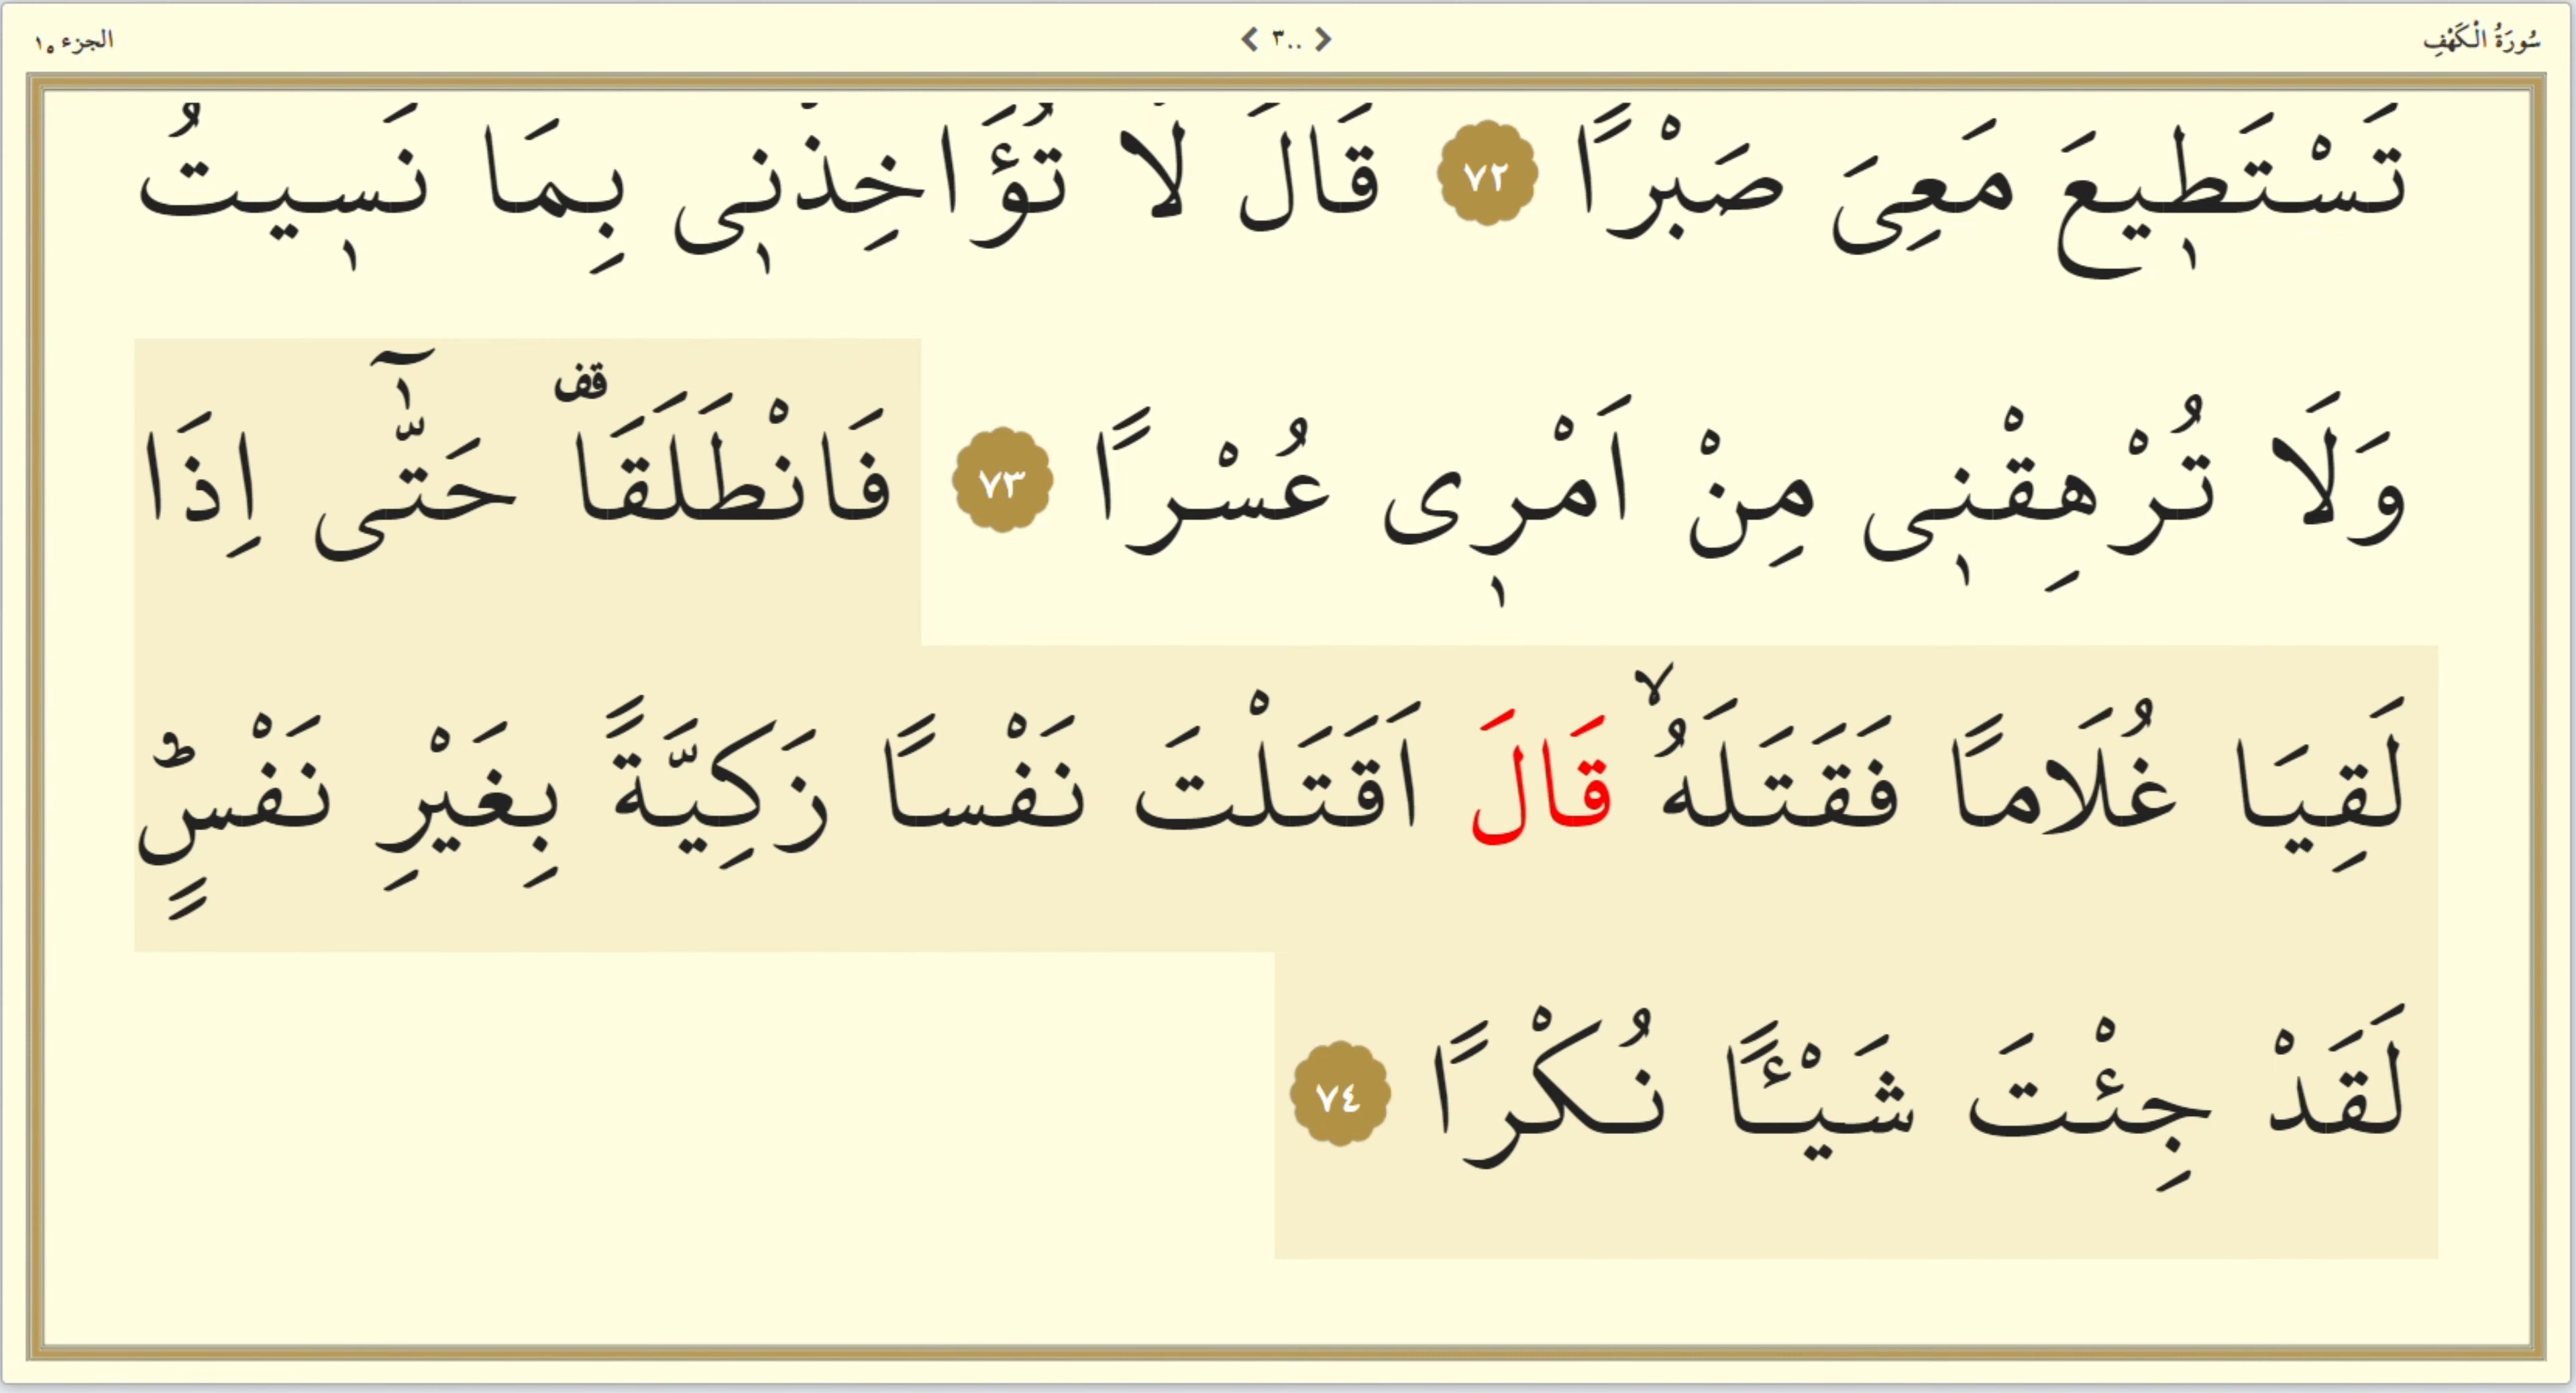 سُورَةُ الْكَهْفِ
٣٠٠
الجزء ١٥
تَسْتَط۪يعَ مَعِىَ صَبْرًا ٧٢ قَالَ لَا تُؤَاخِذْن۪ى بِمَا نَس۪يتُ
وَلَا تُرْهِقْن۪ى مِنْ اَمْر۪ى عُسْرًا ٧٣ فَانْطَلَقَاۗ حَتّٰٓى اِذَا
لَقِيَا غُلَامًا فَقَتَلَهُۙ قَالَ اَقَتَلْتَ نَفْسًا زَكِيَّةً بِغَيْرِ نَفْسٍۜ
لَقَدْ جِئْتَ شَيْـًٔا نُكْرًا ٧٤